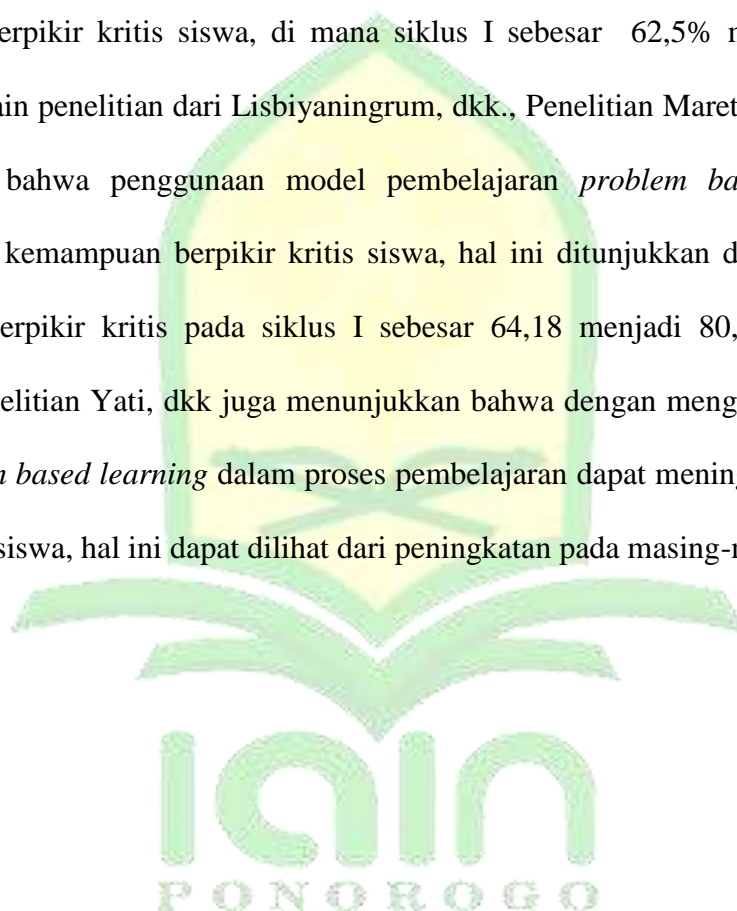 erpikir kritis siswa, di mana siklus I sebesar 62,5% m
ain penelitian dari Lisbiyaningrum, dkk., Penelitian Maret
bahwa penggunaan model pembelajaran problem ba
kemampuan berpikir kritis siswa, hal ini ditunjukkan d
erpikir kritis pada siklus I sebesar 64,18 menjadi 80,
elitian Yati, dkk juga menunjukkan bahwa dengan meng
n based learning dalam proses pembelajaran dapat mening
siswa, hal ini dapat dilihat dari peningkatan pada masing-m
iain
PONOROGO